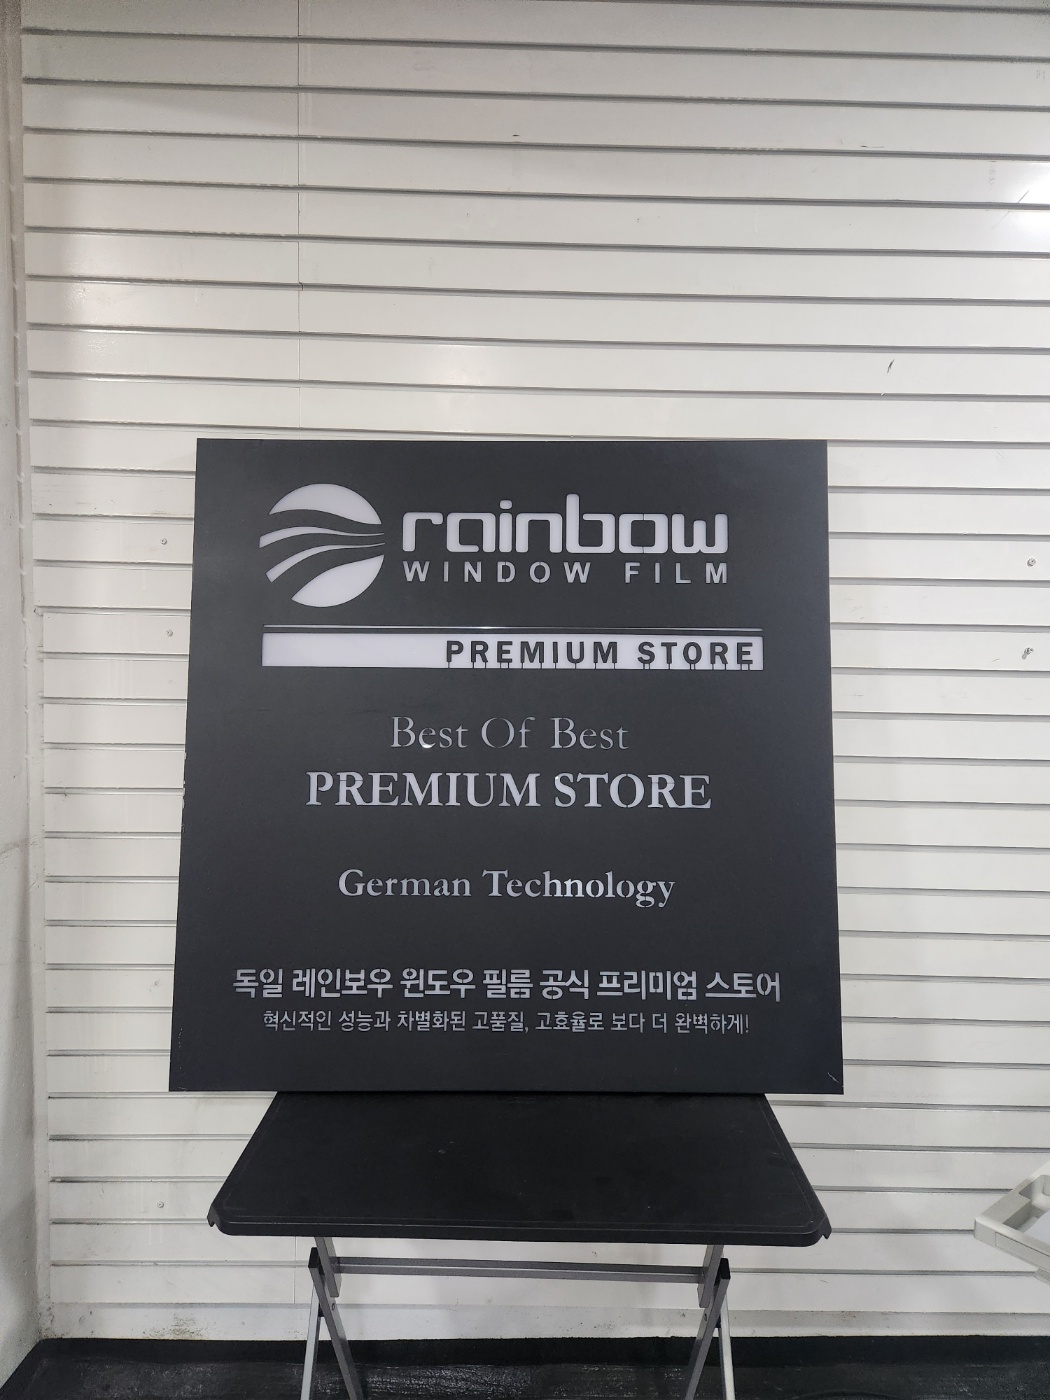 rainbow
WINDOW FILM
PREMIUM STORE
Best Of Best
PREMIUM STORE
German Technology
독일 레인보우 윈도우 필름 공식 프리미엄 스토어
혁신적인 성능과 차별화된 고품질, 고효율로 보다 더 완벽하게!